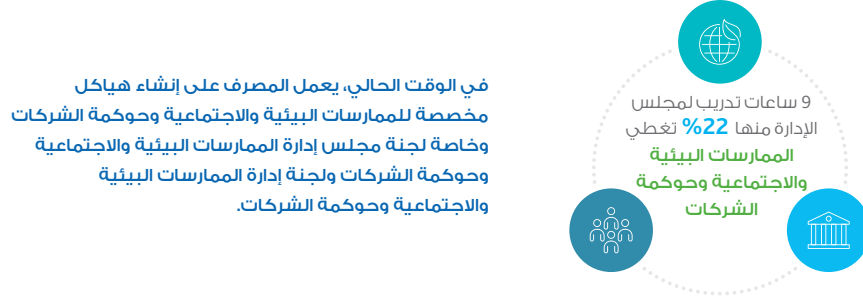 9 ساعات تدريب لمجلس
الإدارة منها 22% تغطي
الممارسات البيئية
والاجتماعية وحوكمة
الشركات
في الوقت الحالي، يعمل المصرف على إنشاء هياكل
مخصصة للممارسات البيئية والاجتماعية وحوكمة الشركات
وخاصة لجنة مجلس إدارة الممارسات البيئية والاجتماعية
وحوكمة الشركات ولجنة إدارة الممارسات البيئية
والاجتماعية وحوكمة الشركات.